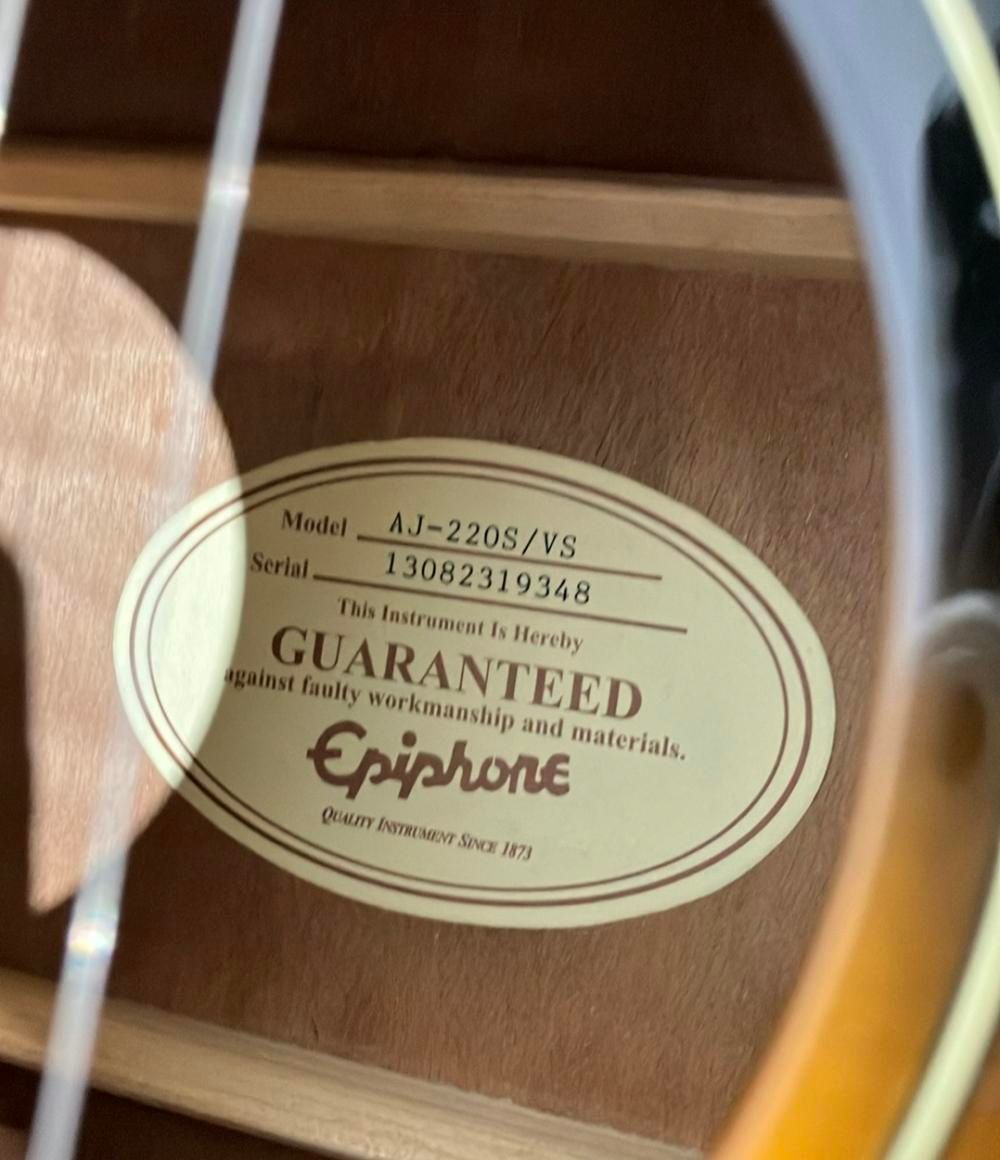 Model AJ-220S/VS
Serial 13082319348
This Instrument Is Hereby
GUARANTEED
against faulty workmanship and materials.
Epiphone
QUALITY INSTRUMENT SINCE 1873